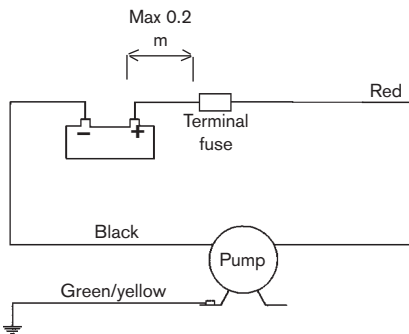 Max 0.2
m
Red
− +
Terminal
fuse
Black
Pump
Green/yellow